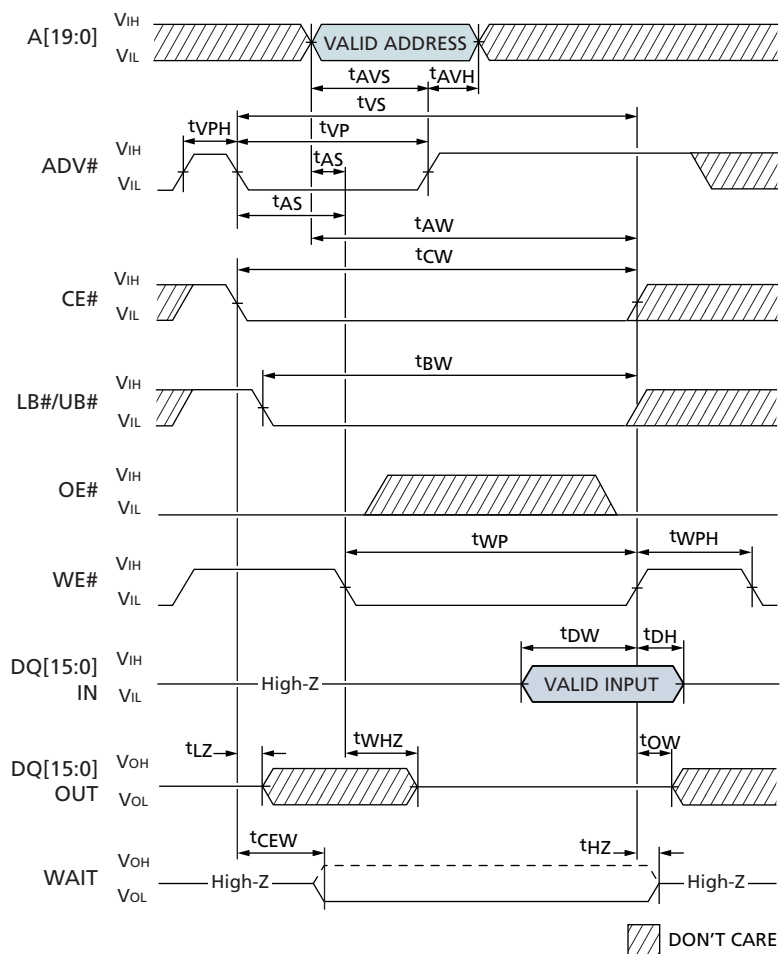 A[19:0] VIH VIL VALID ADDRESS
tAVS tAVH
tVS
tVPH tVP
ADV# VIH VIL tAS
tAS
tAW
tCW
CE# VIH VIL
tBW
LB#/UB# VIH VIL
OE# VIH VIL
tWP tWPH
WE# VIH VIL
tDW tDH
DQ[15:0] IN VIH VIL High-Z VALID INPUT
tLZ tWHZ tOW
DQ[15:0] OUT VOH VOL
tCEW tHZ
WAIT VOH VOL High-Z High-Z
DON'T CARE